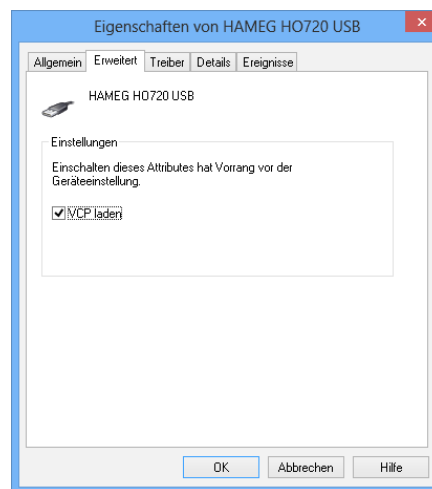 Eigenschaften von HAMEG HO720 USB
Allgemein Erweitert Treiber Details Ereignisse
HAMEG HO720 USB
Einstellungen
Einschalten dieses Attributes hat Vorrang vor der
Geräteeinstellung.
VCP laden
OK Abbrechen Hilfe